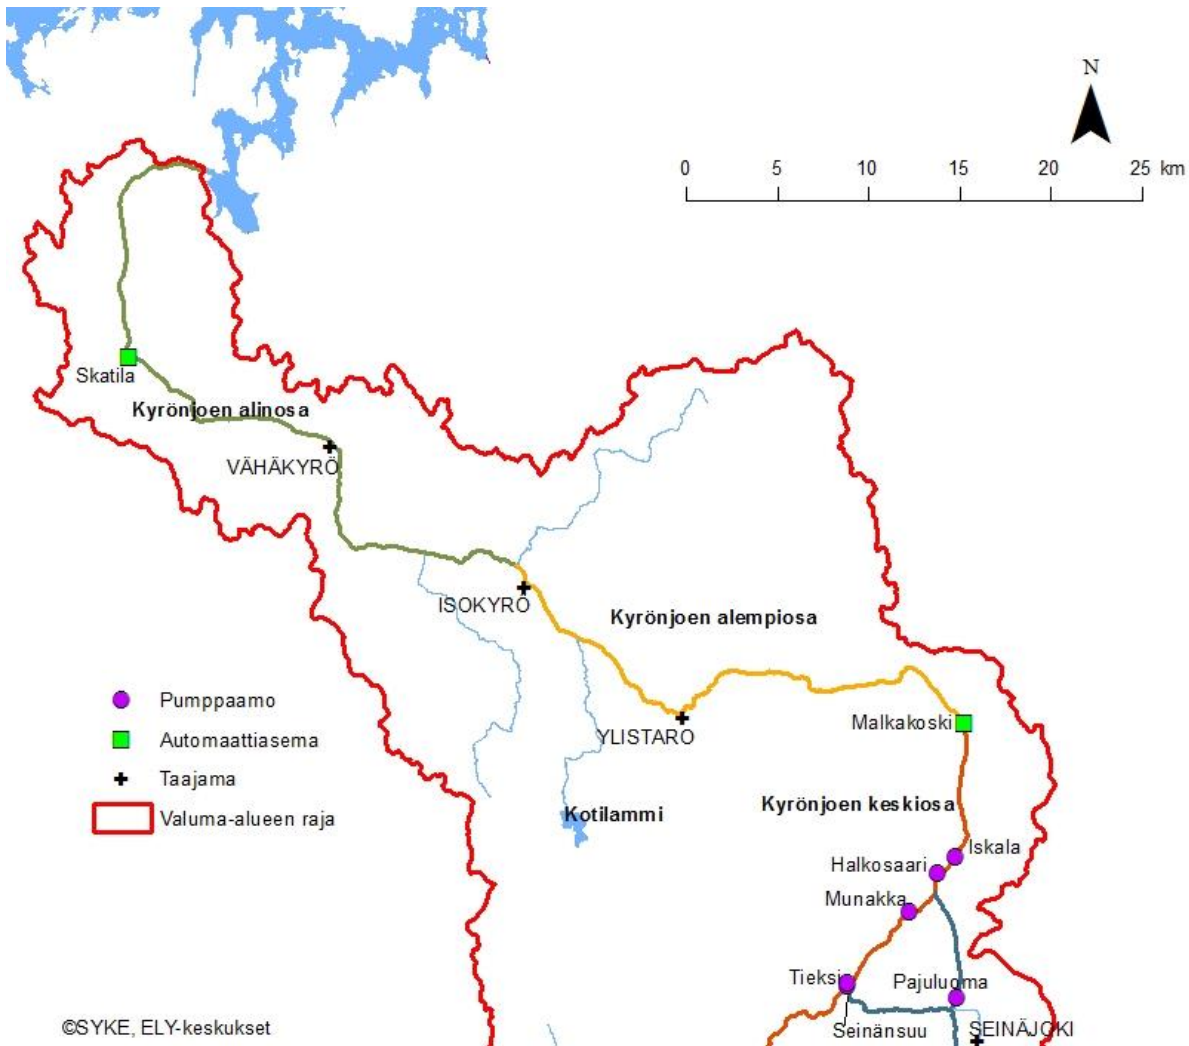 N
0 5 10 15 20 25 km
Skatila
Kyrönjoen alinosa
VÄHÄKYRÖ
ISOKYRÖ
Kyrönjoen alempiosa
Pumppaamo
Automaattiasema
Taajama
Valuma-alueen raja
YLISTARO
Malkakoski
Kotilammi
Kyrönjoen keskiosa
Iskala
Halkosaari
Munakka
Tieksi
Pajuluoma
Seinänsuu
SEINÄJOKI
©SYKE, ELY-keskukset